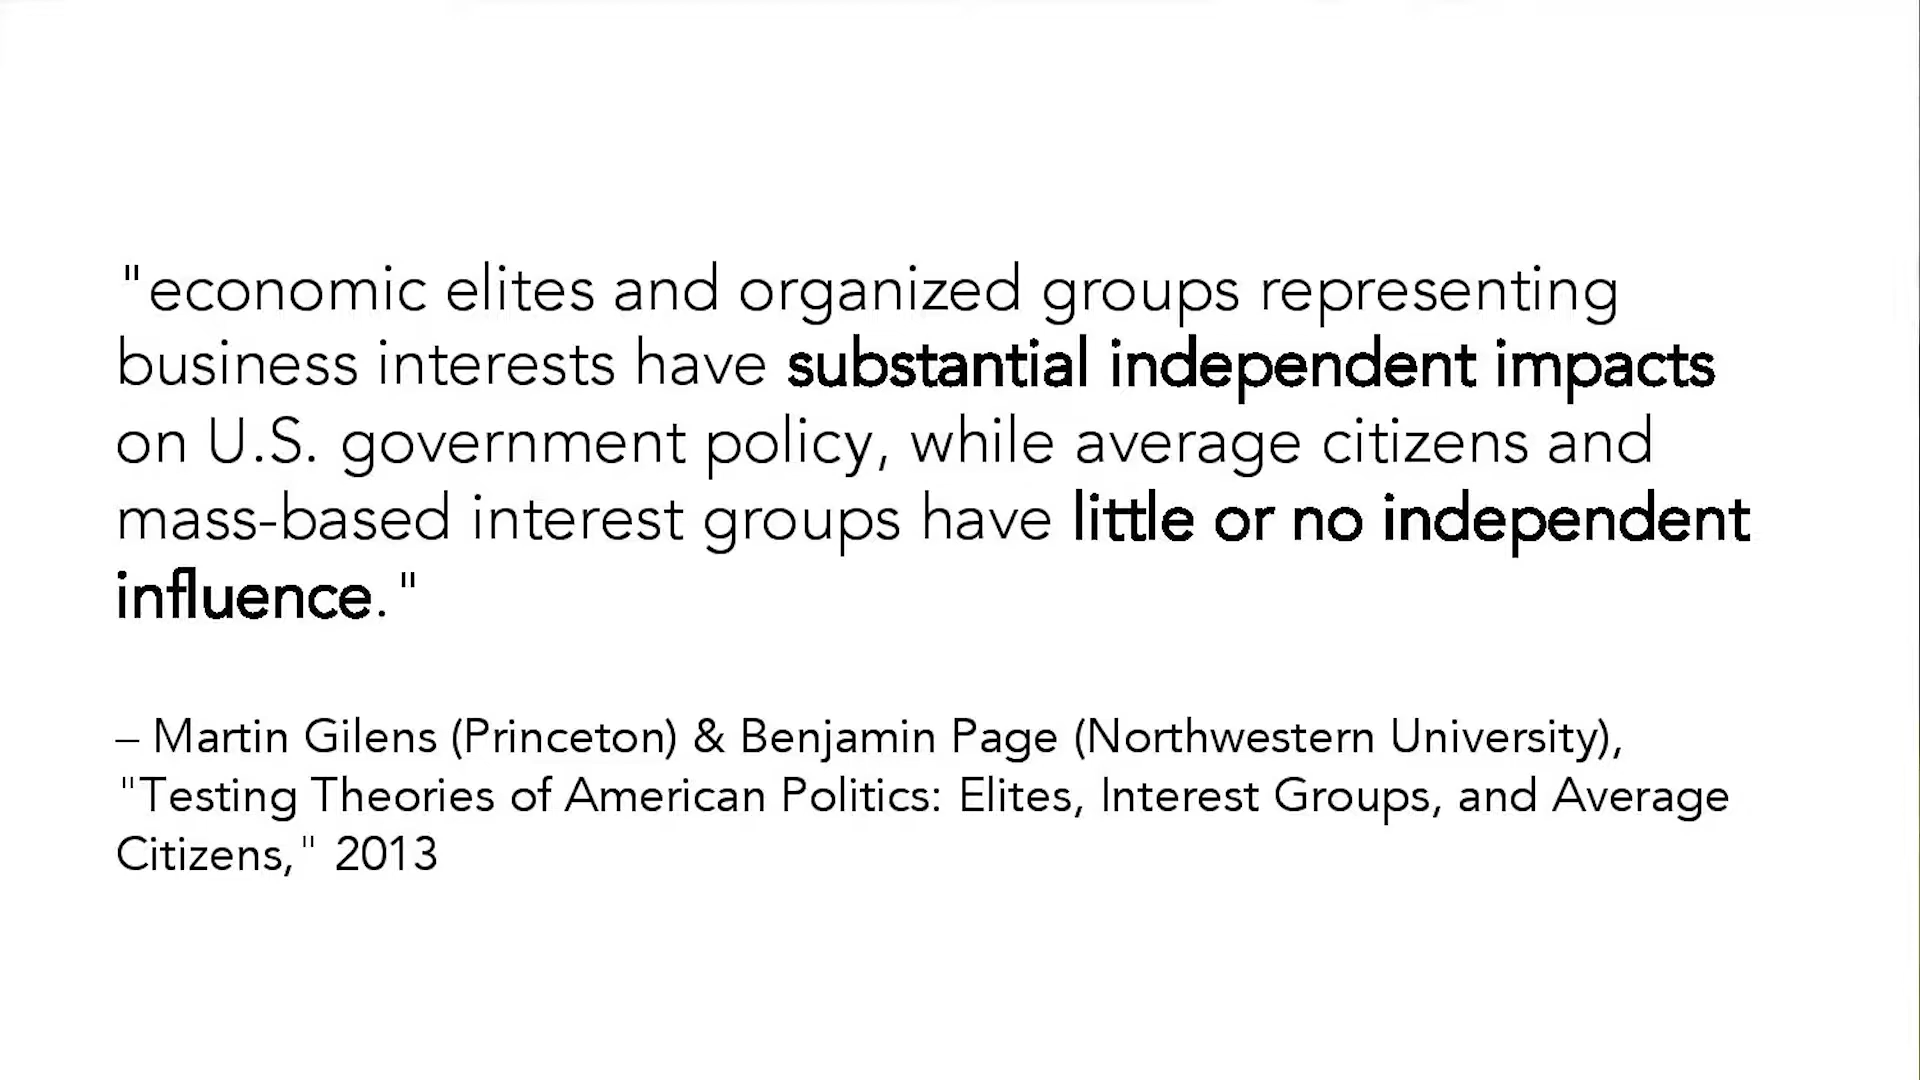 "economic elites and organized groups representing
business interests have substantial independent impacts
on U.S. government policy, while average citizens and
mass-based interest groups have little or no independent
influence."
– Martin Gilens (Princeton) & Benjamin Page (Northwestern University),
"Testing Theories of American Politics: Elites, Interest Groups, and Average
Citizens," 2013